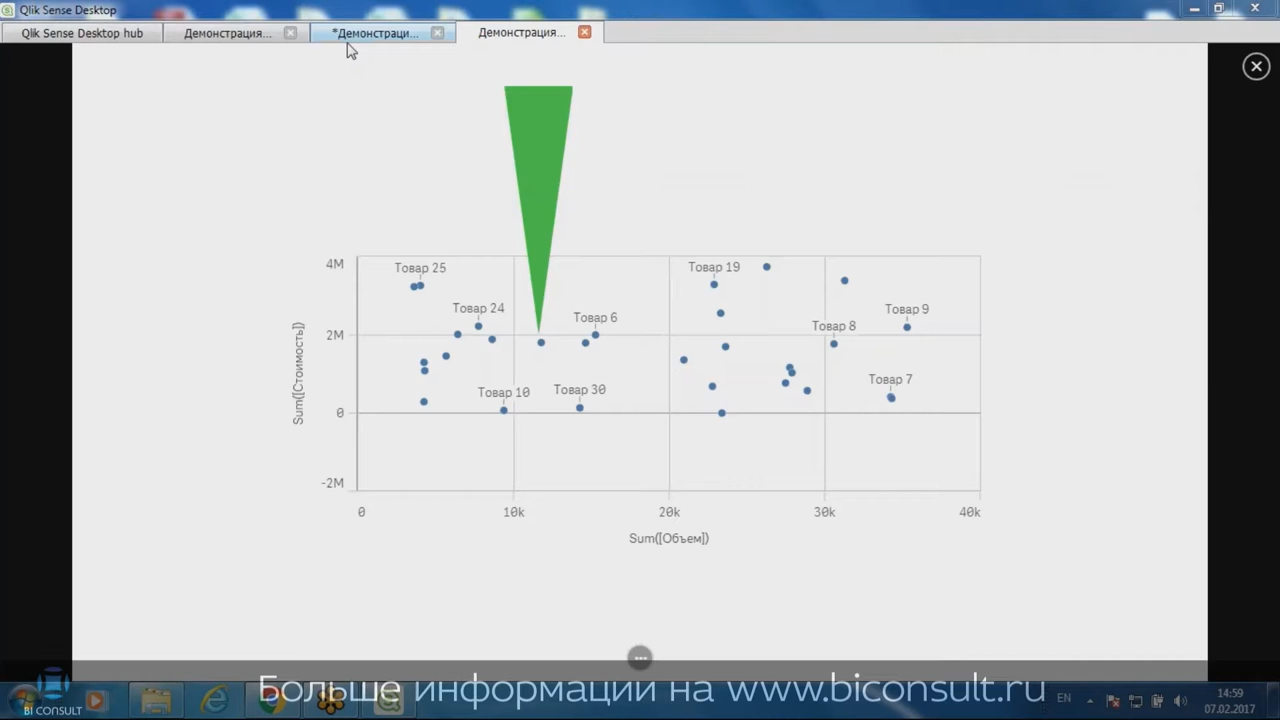 Qlik Sense Desktop
Qlik Sense Desktop hub
Демонстрация...
*Демонстраци...
Демонстрация...
4M
2M
0
-2M
Sum([Стоимость])
Товар 25
Товар 24
Товар 10
Товар 6
Товар 30
Товар 19
Товар 8
Товар 9
Товар 7
0
10k
20k
30k
40k
Sum([Объем])
Больше информации на www.biconsult.ru
BI CONSULT
EN
14:59
07.02.2017